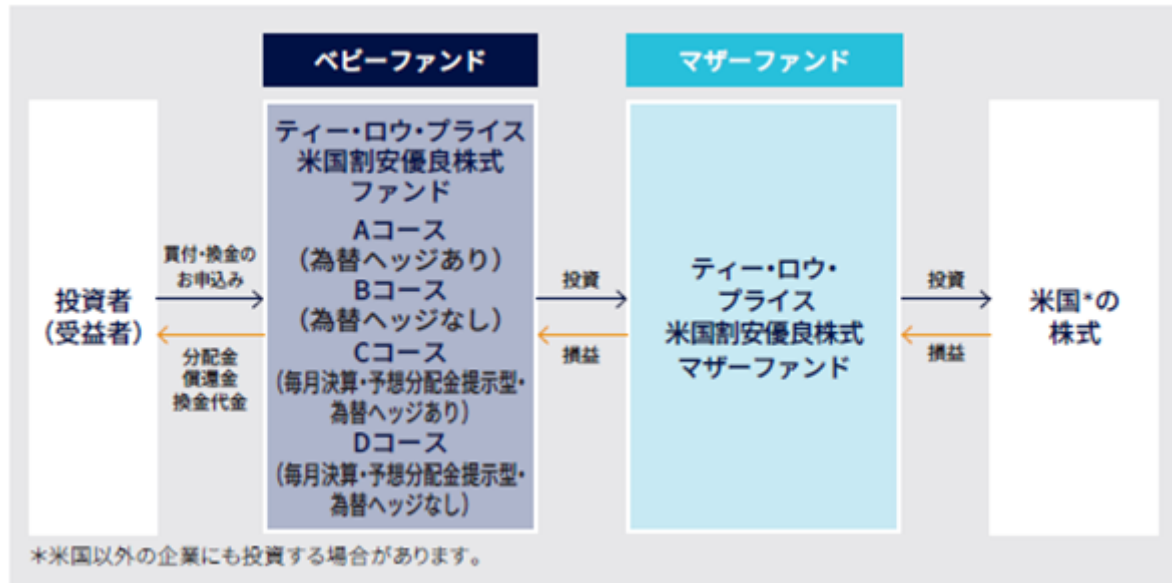 ベビーファンド
マザーファンド
投資者
(受益者)
買付・換金の
お申込み
分配金
償還金
換金代金
ティー・ロウ・プライス
米国割安優良株式
ファンド
Aコース
(為替ヘッジあり)
Bコース
(為替ヘッジなし)
Cコース
(毎月決算・予想分配金提示型・
為替ヘッジあり)
Dコース
(毎月決算・予想分配金提示型・
為替ヘッジなし)
投資
損益
ティー・ロウ・
プライス
米国割安優良株式
マザーファンド
投資
損益
米国*の
株式
*米国以外の企業にも投資する場合があります。